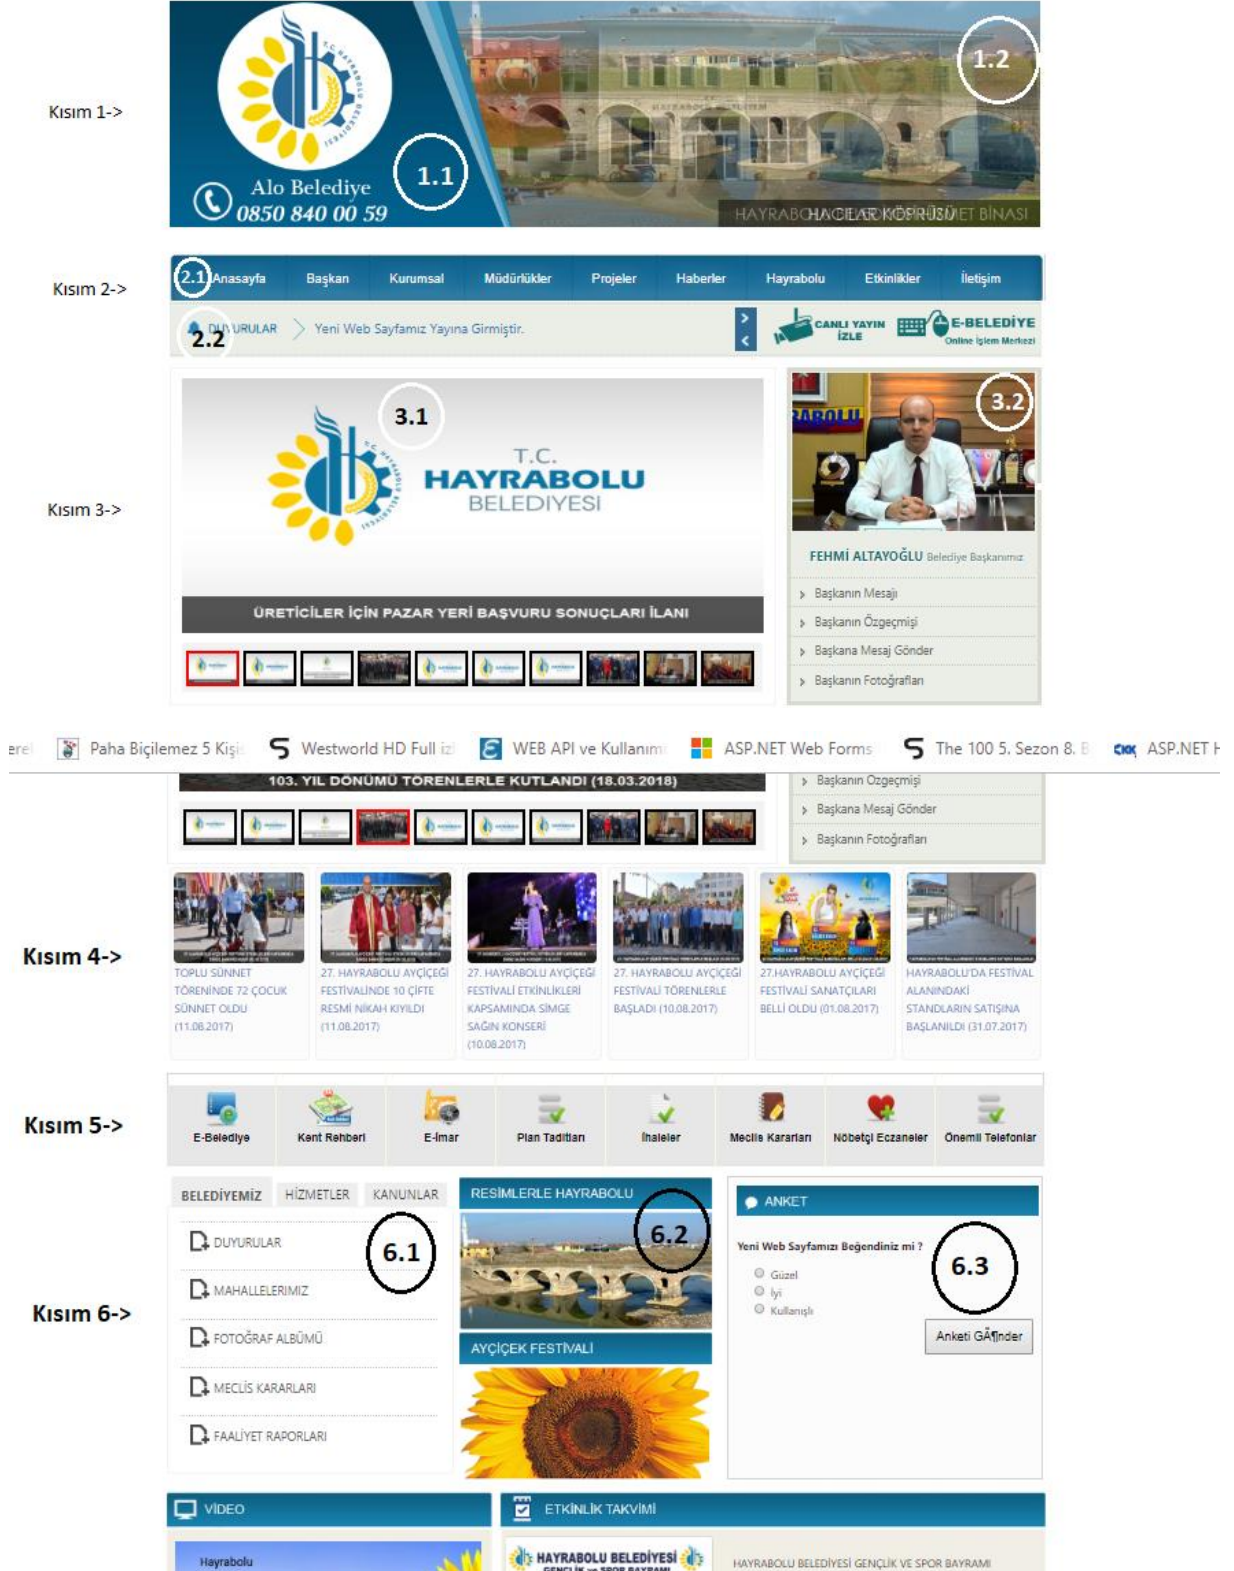 Kısım 1->
1.1
1.2
T.C. HAYRABOLU BELEDİYESİ
Alo Belediye
0850 840 00 59
HACILAR KÖPRÜSÜ
Kısım 2->
2.1
Anasayfa Başkan Kurumsal Müdürlükler Projeler Haberler Hayrabolu Etkinlikler İletişim
2.2
DUYURULAR Yeni Web Sayfamız Yayına Girmiştir.
CANLI YAYIN
İZLE
E-BELEDİYE
Online İşlem Merkezi
Kısım 3->
3.1
T.C.
HAYRABOLU
BELEDİYESİ
ÜRETİCİLER İÇİN PAZAR YERİ BAŞVURU SONUÇLARI İLANI
3.2
FEHMİ ALTAYOĞLU Belediye Başkanımız
Başkanın Mesajı
Başkanın Özgeçmişi
Başkana Mesaj Gönder
Başkanın Fotoğrafları
Paha Biçilemez 5 Kişi
Westworld HD Full iz
WEB API ve Kullanım
ASP.NET Web Forms
The 100 5. Sezon 8. B
ASP.NET H
103. YIL DÖNÜMÜ TÖRENLERLE KUTLANDI (18.03.2018)
Başkanın Özgeçmişi
Başkana Mesaj Gönder
Başkanın Fotoğrafları
Kısım 4->
TOPLU SÜNNET
TÖRENİNDE 72 ÇOCUK
SÜNNET OLDU
(11.08.2017)
27. HAYRABOLU AYÇİÇEĞİ
FESTİVALİNDE 10 ÇİFTE
RESMİ NİKAH KIYILDI
(11.08.2017)
27. HAYRABOLU AYÇİÇEĞİ
FESTİVALİ ETKİNLİKLERİ
KAPSAMINDA SİMGE
SAĞIN KONSERİ
(10.08.2017)
27. HAYRABOLU AYÇİÇEĞİ
FESTİVALİ TÖRENLERLE
BAŞLADI (10.08.2017)
27.HAYRABOLU AYÇİÇEĞİ
FESTİVALİ SANATÇILARI
BELLİ OLDU (01.08.2017)
HAYRABOLU'DA FESTİVAL
ALANINDAKİ
STANDLARIN SATIŞINA
BAŞLANILDI (31.07.2017)
Kısım 5->
E-Belediye Kent Rehberi E-İmar Plan Taditları İhaleler Meclis Kararları Nöbetçi Eczaneler Önemli Telefonlar
Kısım 6->
BELEDİYEMİZ HİZMETLER KANUNLAR
6.1
DUYURULAR
MAHALLELERIMIZ
FOTOĞRAF ALBÜMÜ
MECLİS KARARLARI
FAALİYET RAPORLARI
RESİMLERLE HAYRABOLU
6.2
AYÇİÇEK FESTİVALİ
ANKET
Yeni Web Sayfamızı Beğendiniz mi ?
6.3
Güzel
İyi
Kullanışlı
Anketi GÃ¶nder
VİDEO
Hayrabolu
ETKİNLİK TAKVİMİ
HAYRABOLU BELEDİYESİ
GENÇLİK ve SPOR BAYRAMI
HAYRABOLU BELEDİYESİ GENÇLİK VE SPOR BAYRAMI